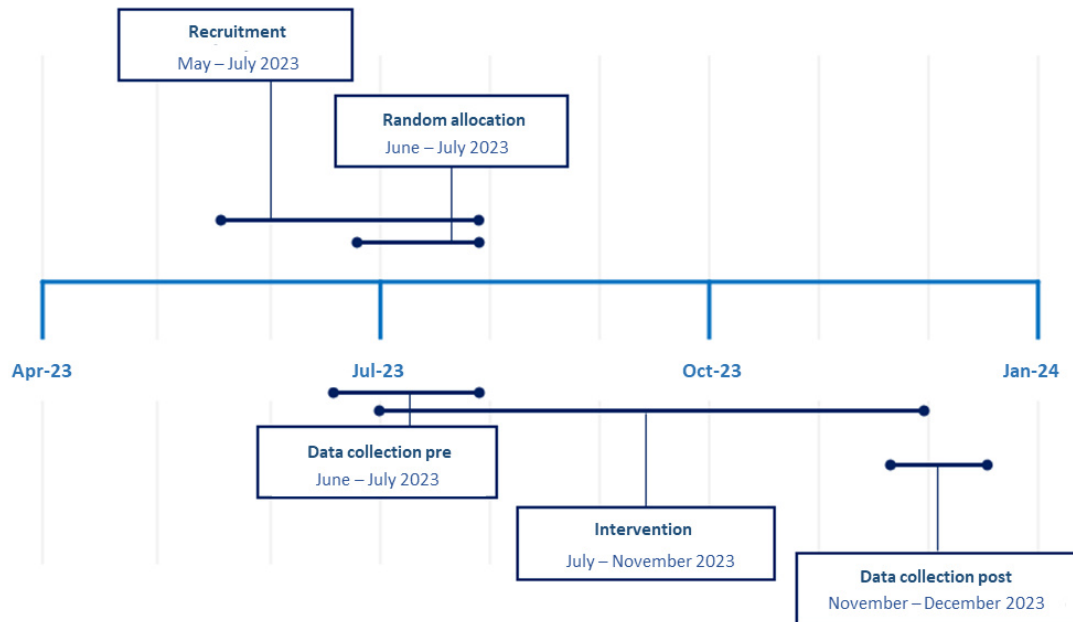 Recruitment
May – July 2023
Random allocation
June – July 2023
Apr-23
Jul-23
Oct-23
Jan-24
Data collection pre
June – July 2023
Intervention
July – November 2023
Data collection post
November – December 2023